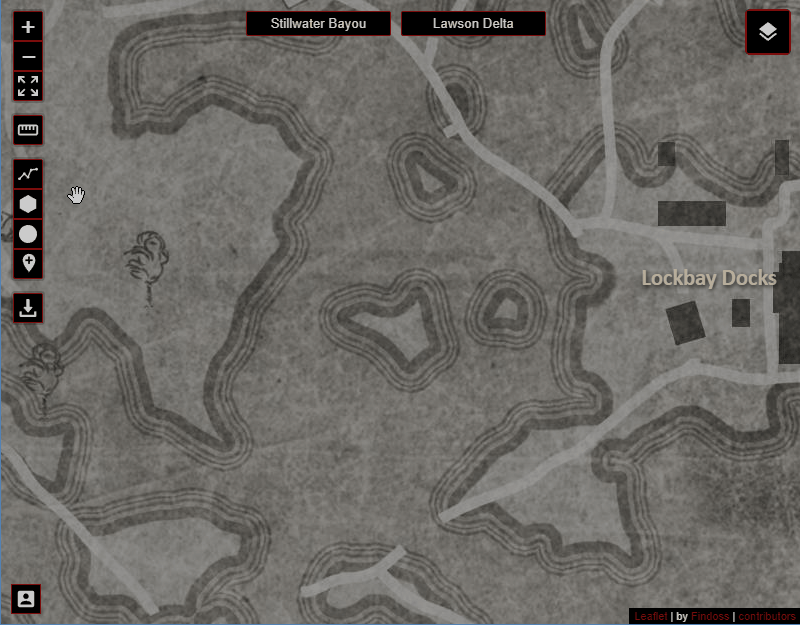 Stillwater Bayou
Lawson Delta
Lockbay Docks
Leaflet | by Findoss | contributors